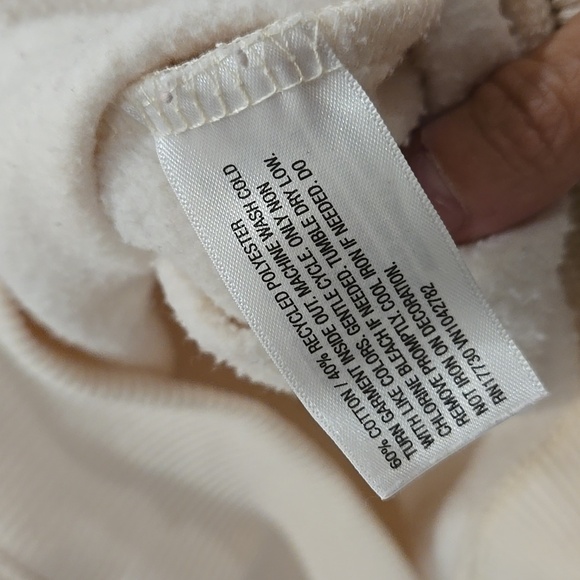 60% COTTON / 40% RECYCLED POLYESTER
TURN GARMENT INSIDE OUT. MACHINE WASH COLD
WITH LIKE COLORS, GENTLE CYCLE. ONLY NON
CHLORINE BLEACH IF NEEDED. TUMBLE DRY LOW.
REMOVE PROMPTLY. COOL IRON IF NEEDED. DO
NOT IRON ON DECORATION.
RN17730 VN1042782